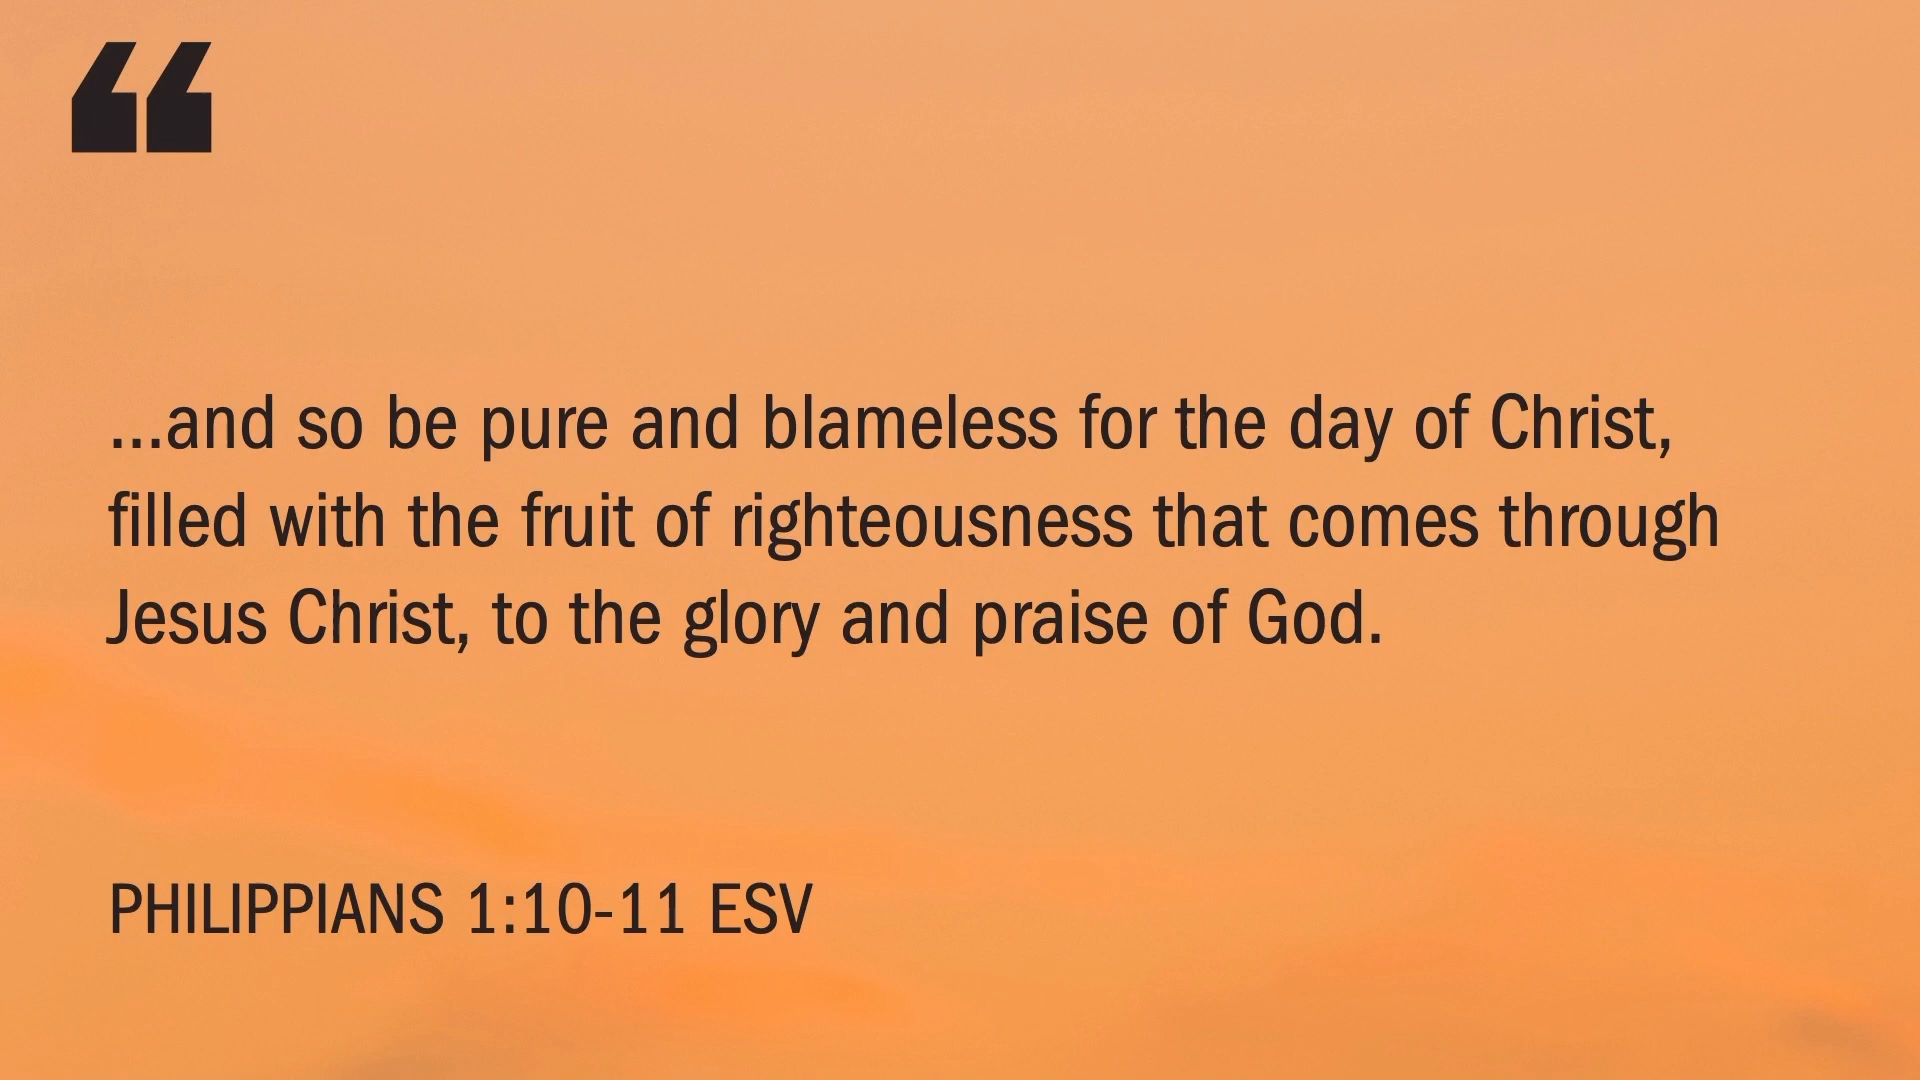 “
...and so be pure and blameless for the day of Christ,
filled with the fruit of righteousness that comes through
Jesus Christ, to the glory and praise of God.
PHILIPPIANS 1:10-11 ESV